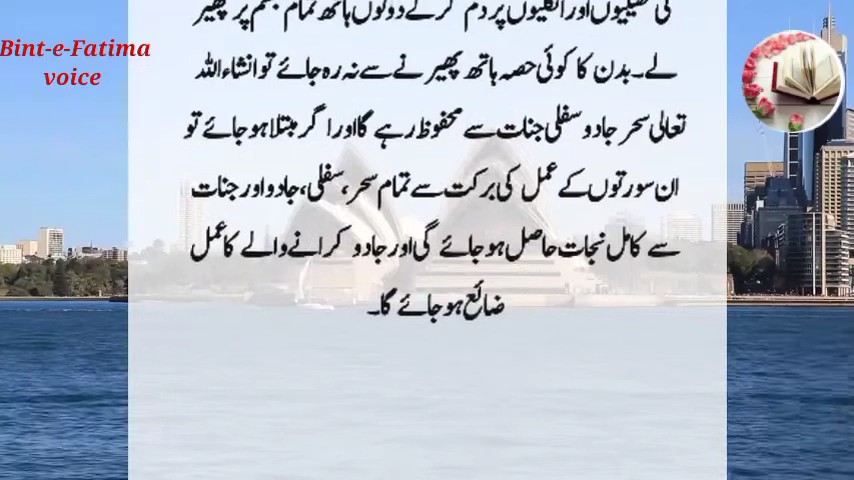 Bint-e-Fatima
voice
کی ہتھیلیوں اور انگلیوں پر دم کرکے دونوں ہاتھ تمام جسم پر پھیر
لے۔ بدن کا کوئی حصہ ہاتھ پھیرنے سے نہ رہ جائے تو انشاء اللہ
تعالی سحر جادو سفلی جنات سے محفوظ رہے گا اور اگر مبتلا ہو جائے تو
ان سورتوں کے عمل کی برکت سے تمام سحر، سفلی، جادو اور جنات
سے کامل نجات حاصل ہو جائے گی اور جادو کرانے والے کا عمل
ضائع ہو جائے گا۔